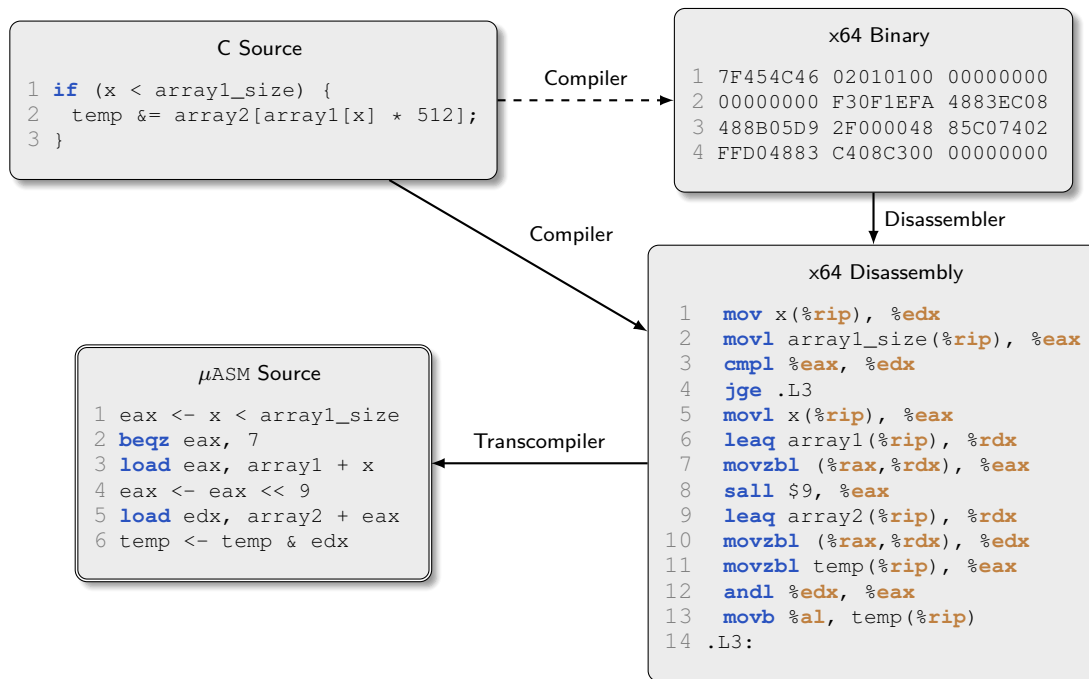 C Source
1 if (x < array1_size) {
2  temp &= array2[array1[x] * 512];
3 }
Compiler
x64 Binary
1 7F454C46 02010100 00000000
2 00000000 F30F1EFA 4883EC08
3 488B05D9 2F000048 85C07402
4 FFD04883 C408C300 00000000
Compiler
Disassembler
x64 Disassembly
1 mov x(%rip), %edx
2 movl array1_size(%rip), %eax
3 cmpl %eax, %edx
4 jge .L3
5 movl x(%rip), %eax
6 leaq array1(%rip), %rdx
7 movzbl (%rax,%rdx), %eax
8 sall $9, %eax
9 leaq array2(%rip), %rdx
10 movzbl (%rax,%rdx), %edx
11 movzbl temp(%rip), %eax
12 andl %edx, %eax
13 movb %al, temp(%rip)
14 .L3:
Transcompiler
µASM Source
1 eax <- x < array1_size
2 beqz eax, 7
3 load eax, array1 + x
4 eax <- eax << 9
5 load edx, array2 + eax
6 temp <- temp & edx